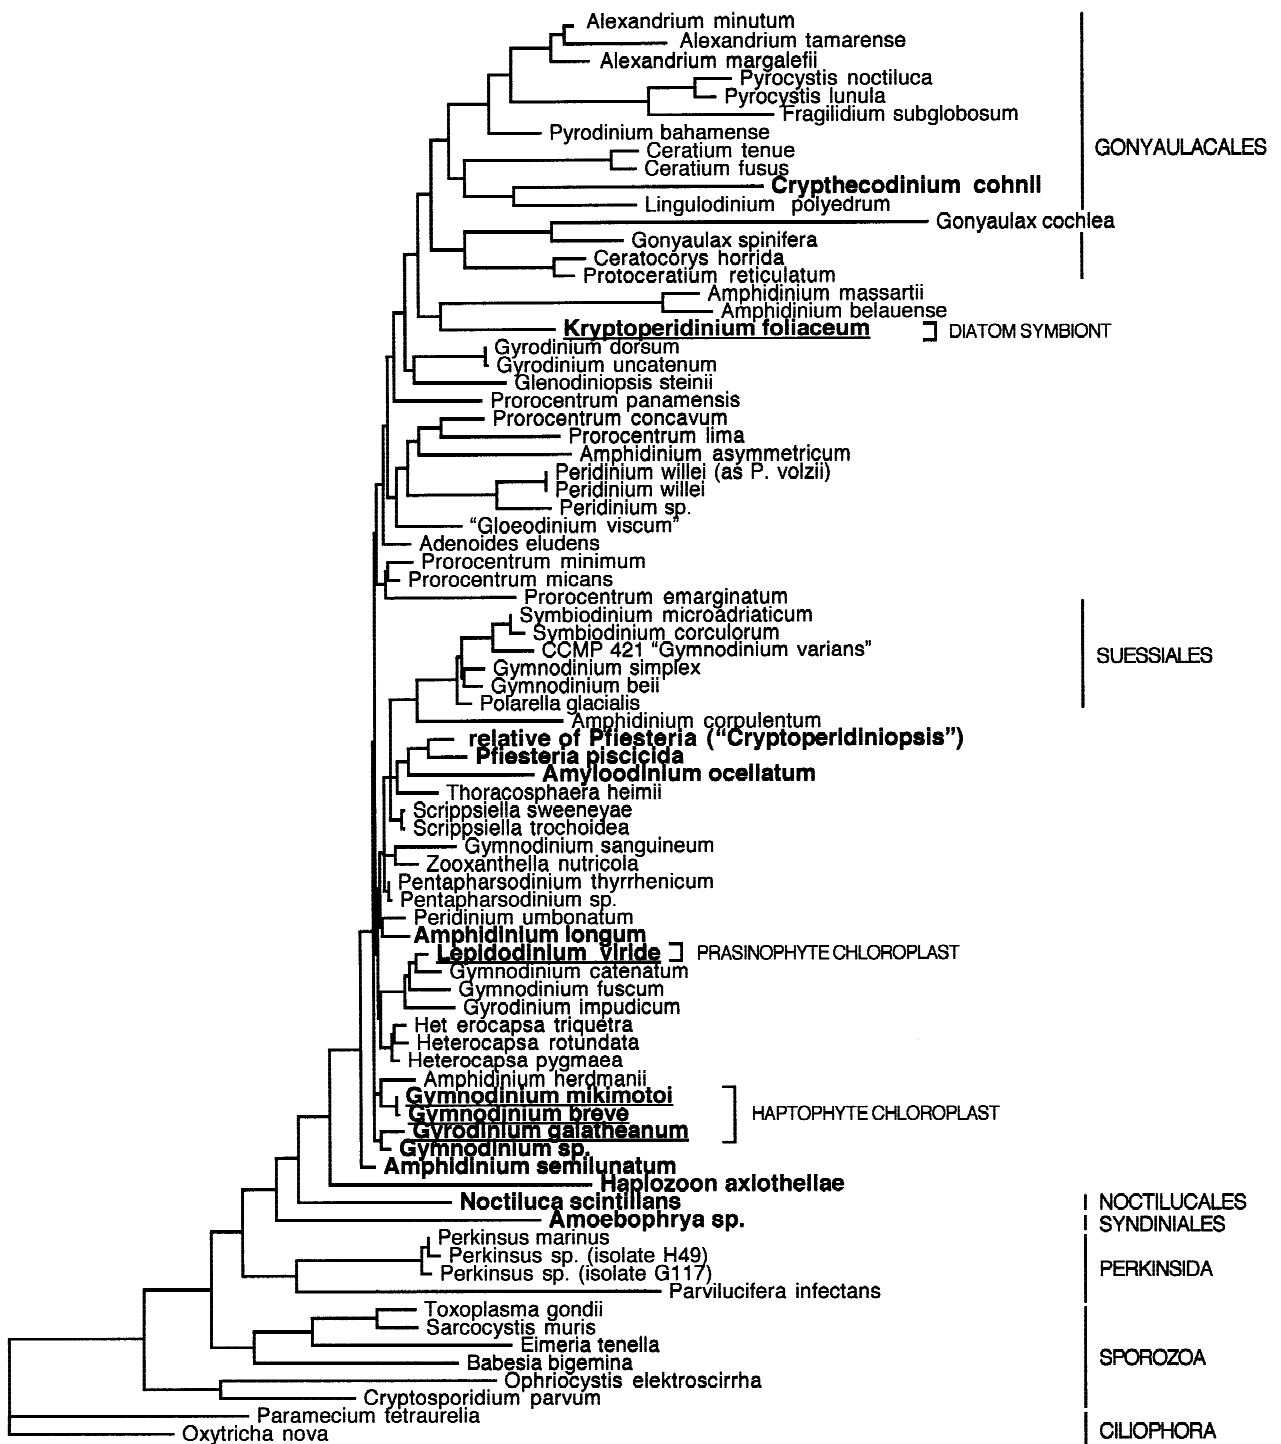 Alexandrium minutum
Alexandrium tamarense
Alexandrium margalefii
Pyrocystis noctiluca
Pyrocystis lunula
Fragilidium subglobosum
Pyrodinium bahamense
GONYAULACALES
Ceratium tenue
Ceratium fusus
Crypthecodinium cohnii
Lingulodinium polyedrum
Gonyaulax cochlea
Gonyaulax spinifera
Ceratocorys horrida
Protoceratium reticulatum
Amphidinium massartii
Amphidinium belauense
Kryptoperidinium foliaceum
DIATOM SYMBIONT
Gyrodinium dorsum
Gyrodinium uncatenum
Glenodiniopsis steinii
Prorocentrum panamensis
Prorocentrum concavum
Prorocentrum lima
Amphidinium asymmetricum
Peridinium willei (as P. volzii)
Peridinium willei
Peridinium sp.
“Gloeodinium viscum”
Adenoides eludens
Prorocentrum minimum
Prorocentrum micans
Prorocentrum emarginatum
Symbiodinium microadriaticum
Symbiodinium corculorum
CCMP 421 “Gymnodinium varians”
SUESSIALES
Gymnodinium simplex
Gymnodinium beii
Polarella glacialis
Amphidinium corpulentum
relative of Pfiesteria (“Cryptoperidiniopsis”)
Pfiesteria piscicida
Amyloodinium ocellatum
Thoracosphaera heimii
Scrippsiella sweeneyae
Scrippsiella trochoidea
Gymnodinium sanguineum
Zooxanthella nutricola
Pentapharsodinium thyrrhenicum
Pentapharsodinium sp.
Peridinium umbonatum
Amphidinium longum
Lepidodinium viride
PRASINOPHYTE CHLOROPLAST
Gymnodinium catenatum
Gymnodinium fuscum
Gyrodinium impudicum
Het erocapsa triquetra
Heterocapsa rotundata
Heterocapsa pygmaea
Amphidinium herdmanii
Gymnodinium mikimotoi
Gymnodinium breve
HAPTOPHYTE CHLOROPLAST
Gyrodinium galatheanum
Gymnodinium sp.
Amphidinium semilunatum
Haplozoon axiothellae
Noctiluca scintillans
NOCTILUCALES
Amoebophrya sp.
SYNDINIALES
Perkinsus marinus
Perkinsus sp. (isolate H49)
Perkinsus sp. (isolate G117)
PERKINSIDA
Parvilucifera infectans
Toxoplasma gondii
Sarcocystis muris
Eimeria tenella
Babesia bigemina
SPOROZOA
Ophriocystis elektroscirrha
Cryptosporidium parvum
Paramecium tetraurelia
Oxytricha nova
CILIOPHORA